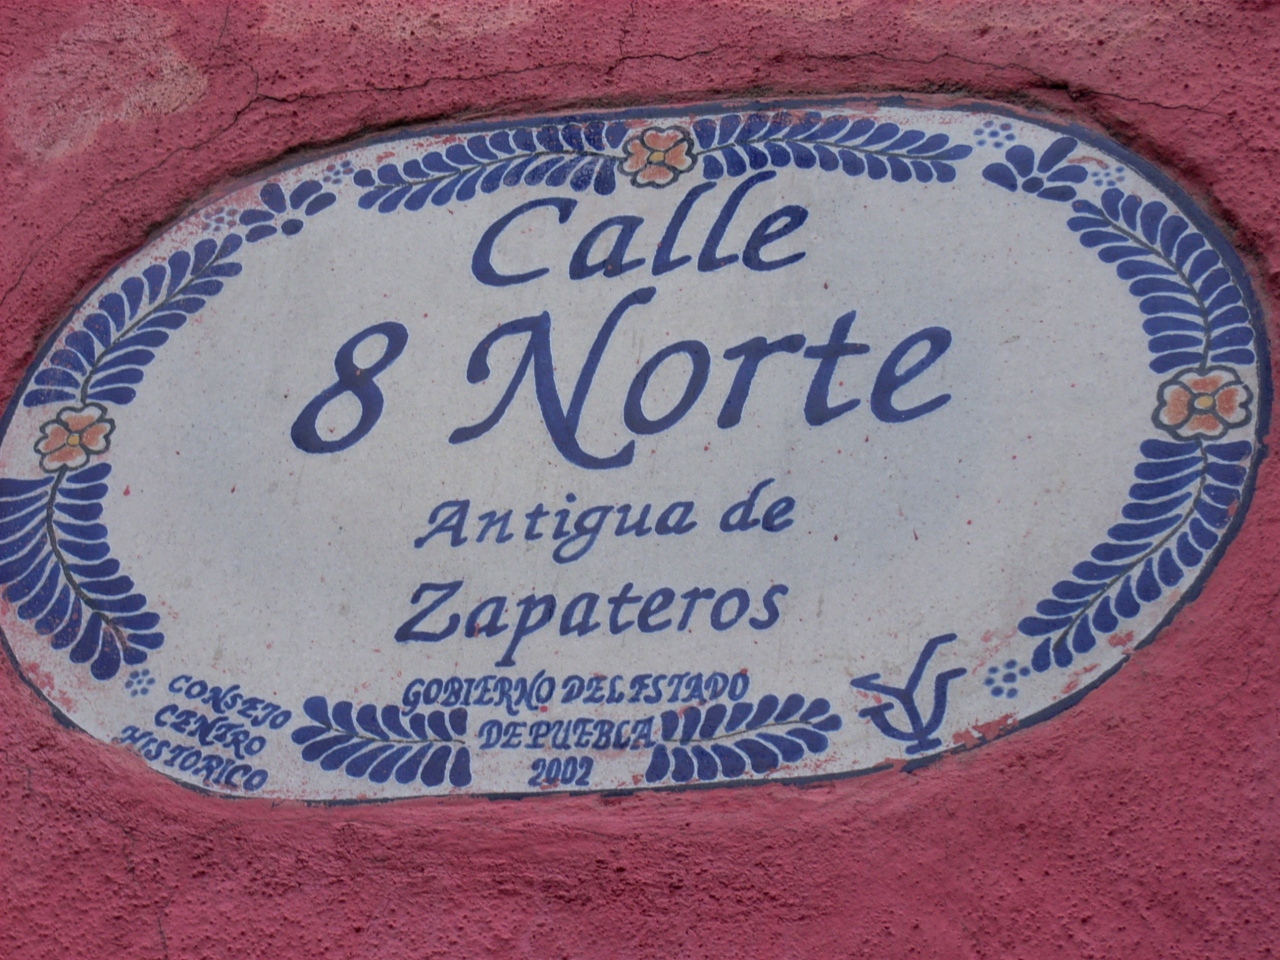 Calle
8 Norte
Antigua de
Zapateros
GOBIERNO DEL ESTADO
DE PUEBLA
2002
CONSEJO
CENTRO
HISTORICO